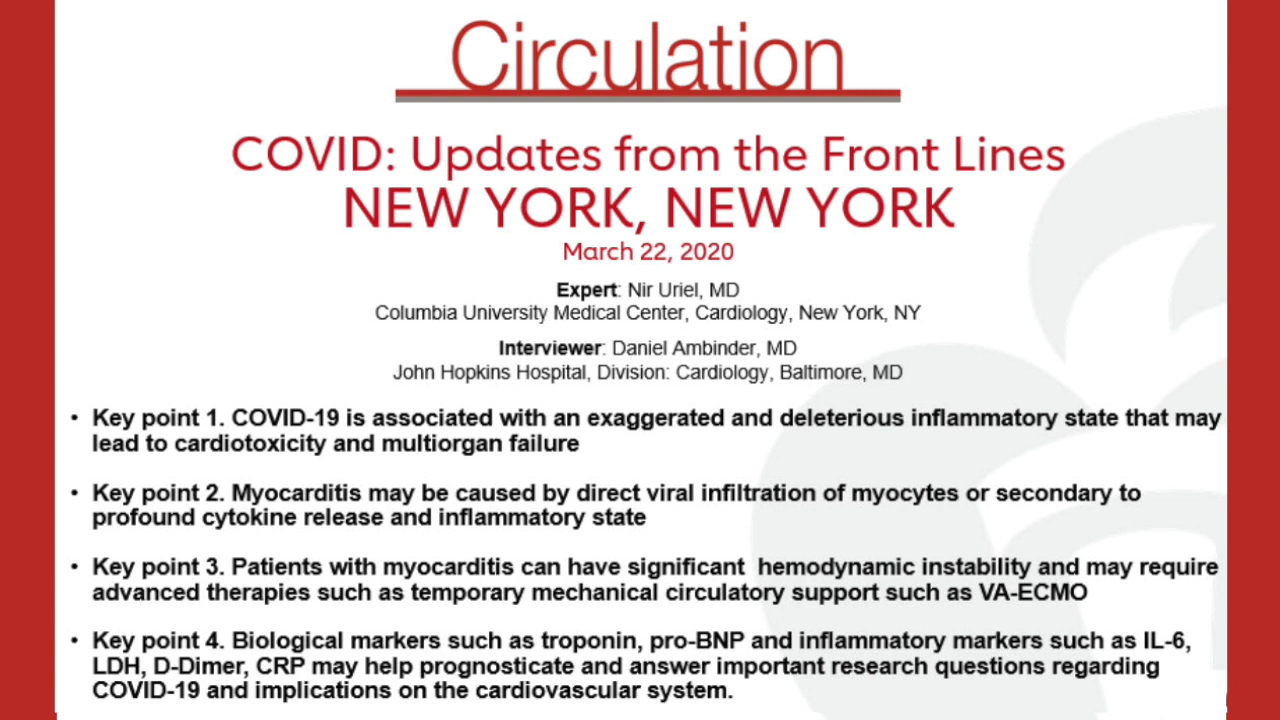 Circulation
COVID: Updates from the Front Lines
NEW YORK, NEW YORK
March 22, 2020
Expert: Nir Uriel, MD
Columbia University Medical Center, Cardiology, New York, NY
Interviewer: Daniel Ambinder, MD
John Hopkins Hospital, Division: Cardiology, Baltimore, MD
• Key point 1. COVID-19 is associated with an exaggerated and deleterious inflammatory state that may
lead to cardiotoxicity and multiorgan failure
• Key point 2. Myocarditis may be caused by direct viral infiltration of myocytes or secondary to
profound cytokine release and inflammatory state
• Key point 3. Patients with myocarditis can have significant  hemodynamic instability and may require
advanced therapies such as temporary mechanical circulatory support such as VA-ECMO
• Key point 4. Biological markers such as troponin, pro-BNP and inflammatory markers such as IL-6,
LDH, D-Dimer, CRP may help prognosticate and answer important research questions regarding
COVID-19 and implications on the cardiovascular system.